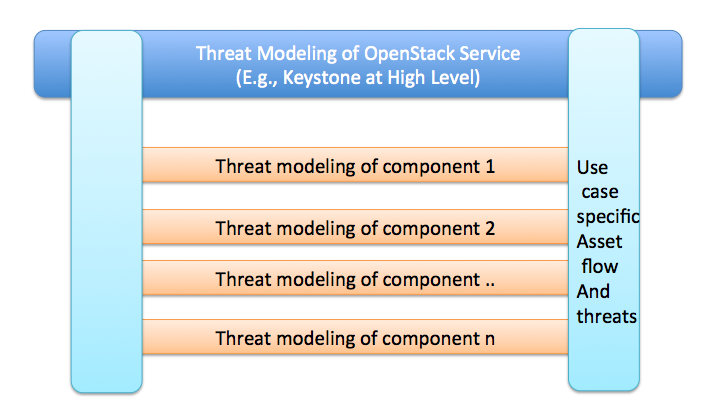 Threat Modeling of OpenStack Service
(E.g., Keystone at High Level)
Threat modeling of component 1
Threat modeling of component 2
Threat modeling of component ..
Threat modeling of component n
Use
case
specific
Asset
flow
And
threats